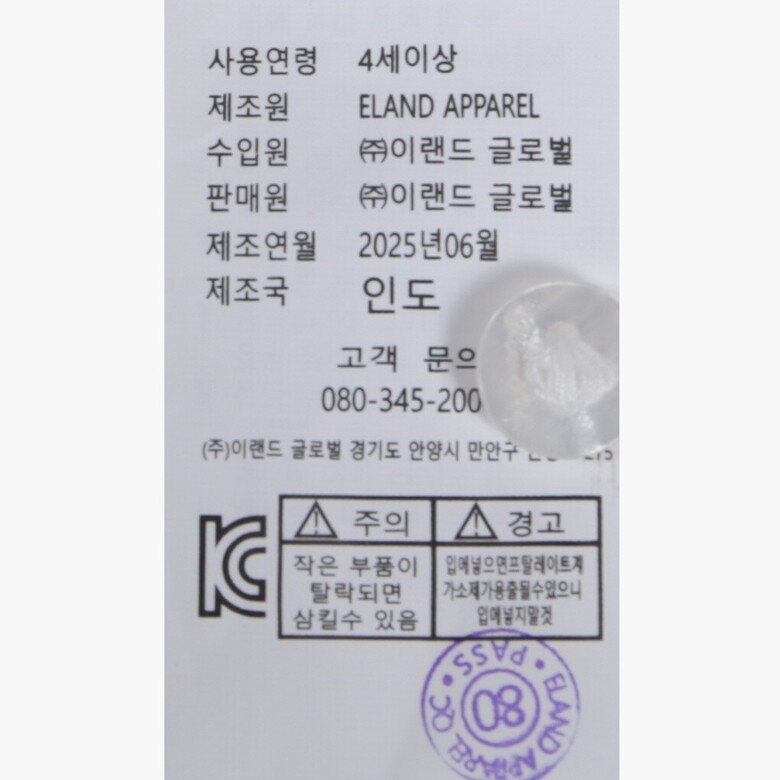 사용연령 4세이상
제조원 ELAND APPAREL
수입원 ㈜이랜드 글로벌
판매원 ㈜이랜드 글로벌
제조연월 2025년06월
제조국 인도
고객 문의
080-345-200
(주)이랜드 글로벌 경기도 안양시 만안구
주의
작은 부품이
탈락되면
삼킬수 있음
경고
입에넣으면프탈레이트계
가소제가용출될수있으니
입에넣지말것
ELAND APPAREL QC • PASS •
08